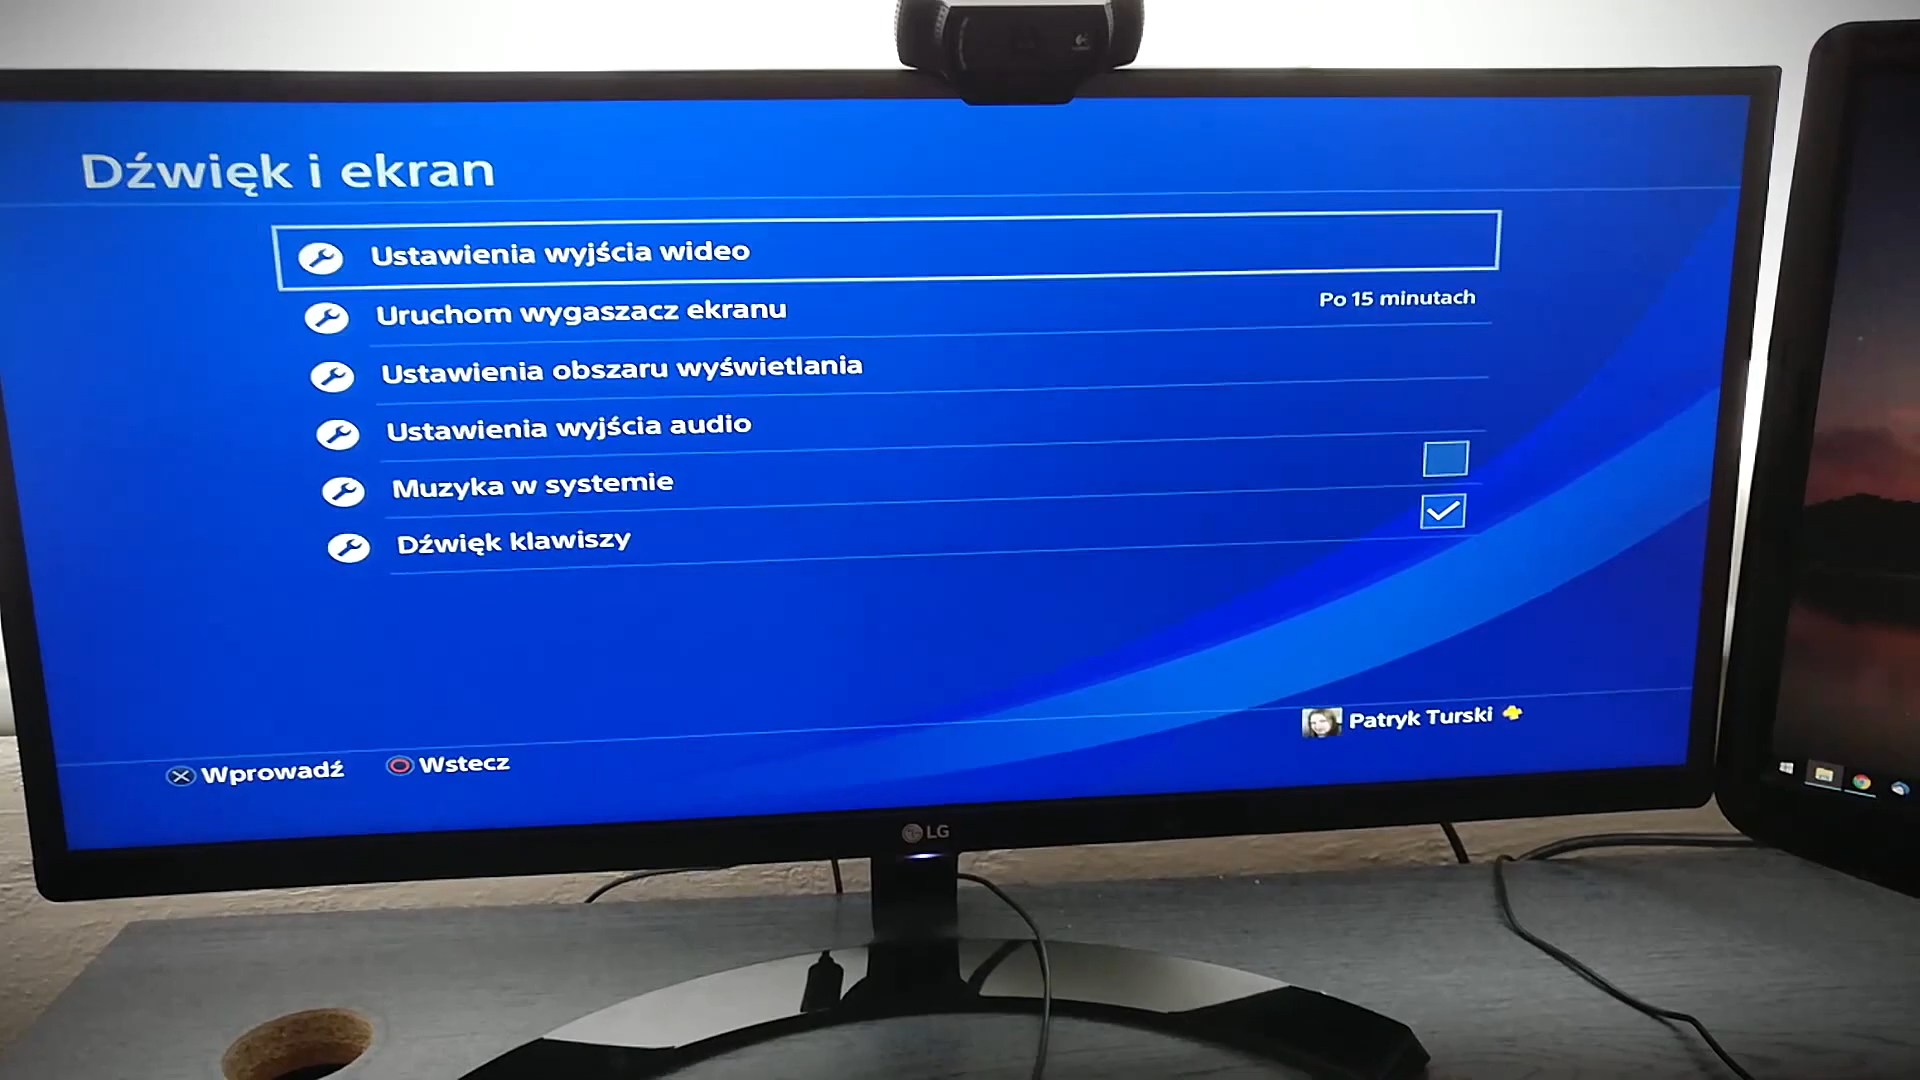 Dźwięk i ekran
Ustawienia wyjścia wideo
Uruchom wygaszacz ekranu Po 15 minutach
Ustawienia obszaru wyświetlania
Ustawienia wyjścia audio
Muzyka w systemie
Dźwięk klawiszy
Patryk Turski
Wprowadź Wstecz
LG